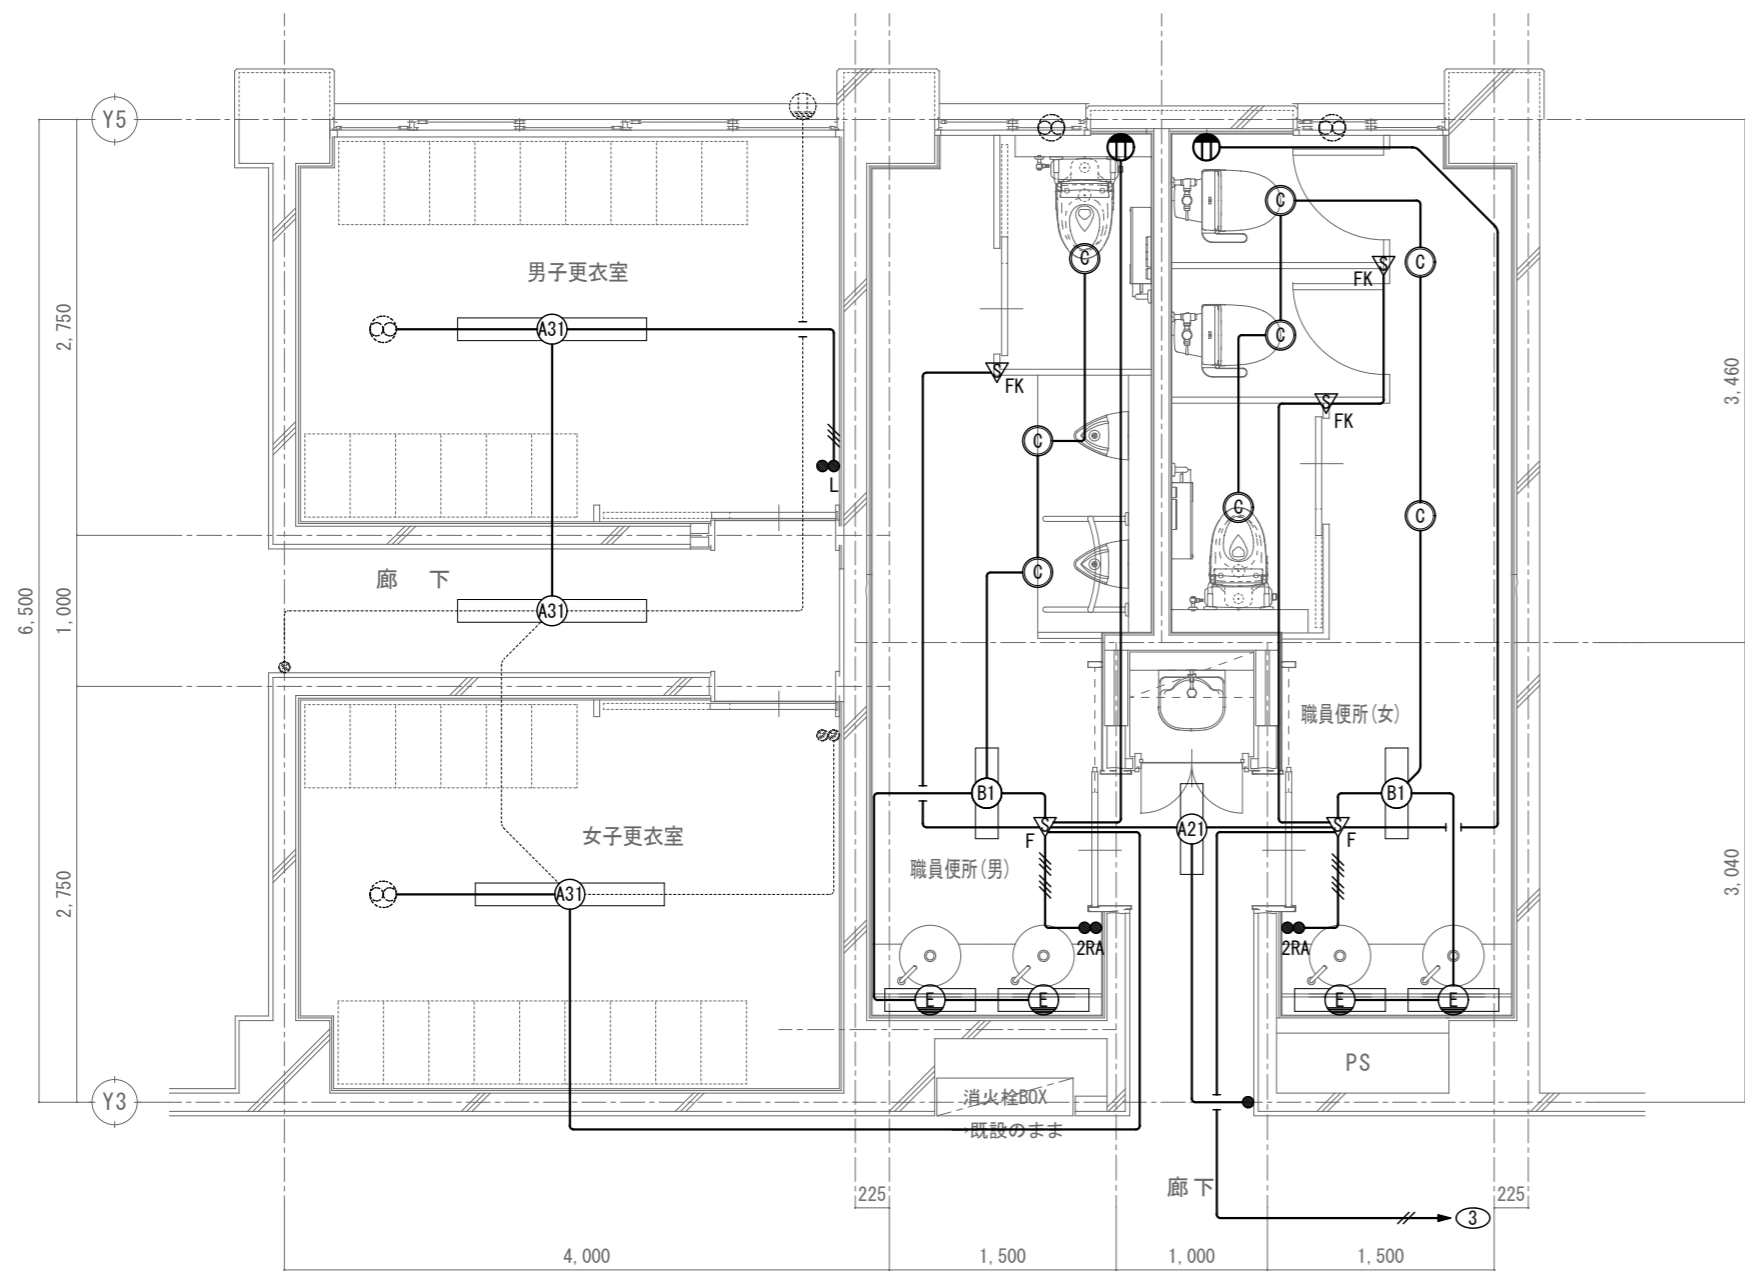 Y5
男子更衣室
C
C
FK
C
2,750
A31
C
3,460
FK
FK
C
L
C
C
廊 下
C
6,500
1,000
A31
職員便所(女)
B1
B1
女子更衣室
A21
F
F
職員便所(男)
2,750
A31
3,040
2RA
2RA
E
E
E
E
PS
Y3
消火栓BOX
→既設のまま
廊下
225
225
3
4,000
1,500
1,000
1,500
S
S
S
S
S